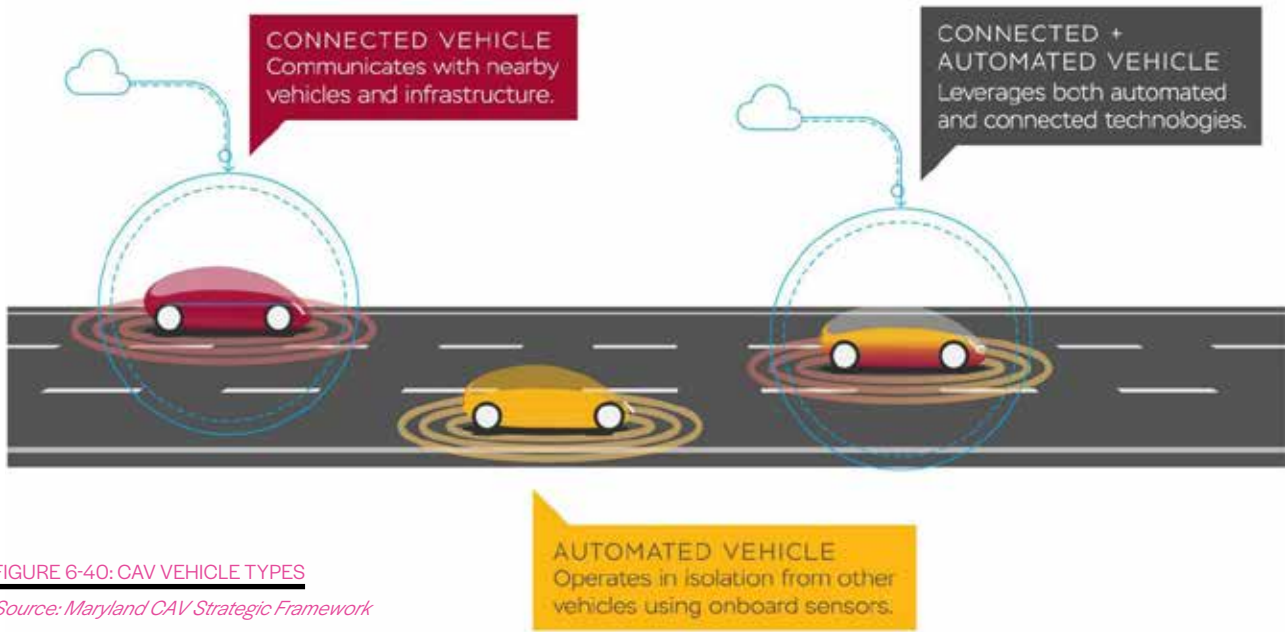 CONNECTED VEHICLE
Communicates with nearby
vehicles and infrastructure.
CONNECTED +
AUTOMATED VEHICLE
Leverages both automated
and connected technologies.
AUTOMATED VEHICLE
Operates in isolation from other
vehicles using onboard sensors.
FIGURE 6-40: CAV VEHICLE TYPES
Source: Maryland CAV Strategic Framework